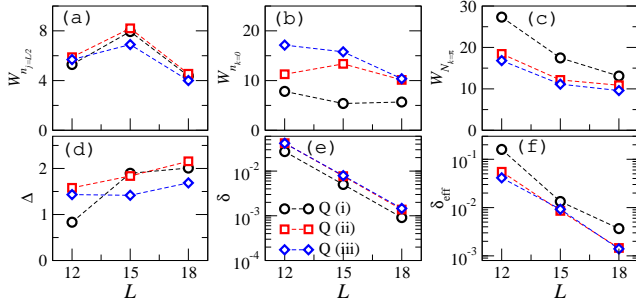 (a)
(b)
(c)
8
4
0
W_{n_{j=L/2}}
20
10
0
W_{n_{k=0}}
30
20
10
0
W_{N_{k=π}}
(d)
(e)
(f)
2
1
0
Δ
10^{-2}
10^{-3}
10^{-4}
δ
10^{-1}
10^{-2}
10^{-3}
δ_{eff}
Q (i)
Q (ii)
Q (iii)
12 15 18
12 15 18
12 15 18
L
L
L